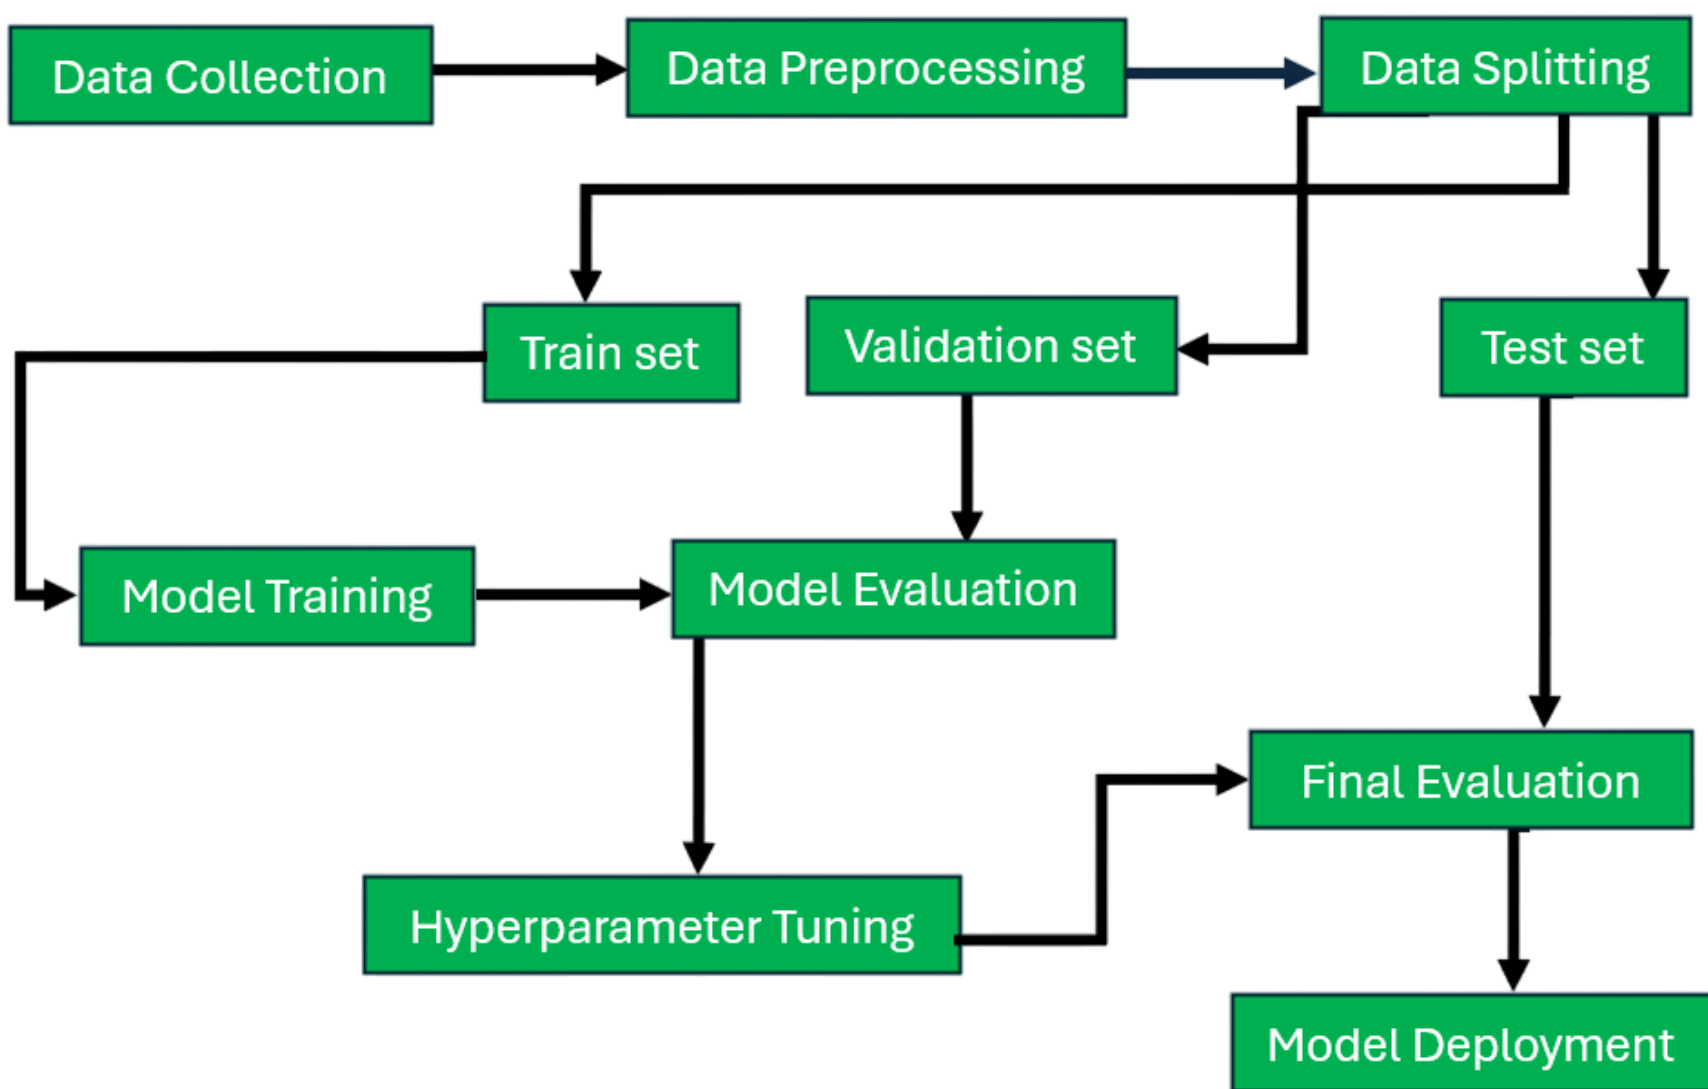 Data Collection
Data Preprocessing
Data Splitting
Train set
Validation set
Test set
Model Training
Model Evaluation
Final Evaluation
Hyperparameter Tuning
Model Deployment